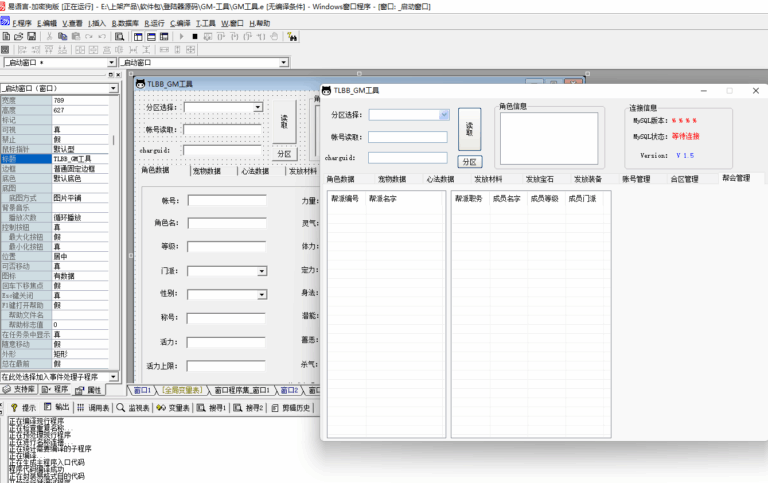 易语言-加密狗版 [正在运行] - E:\上架产品\软件包\登陆器源码\GM-工具\GM工具.e [无编译条件] - Windows窗口程序 - [窗口: _启动窗口]
F.程序 E.编辑 V.查看 I.插入 B.数据库 R.运行 C.编译 T.工具 W.窗口 H.帮助
_启动窗口 *
_启动窗口
_启动窗口（窗口）
宽度 789
高度 627
标记
可视 真
禁止 假
鼠标指针 默认型
标题 TLBB_GM工具
边框 普通固定边框
底色 默认底色
底图
底图方式 图片平铺
背景音乐
播放次数 循环播放
控制按钮 真
最大化按钮 假
最小化按钮 真
位置 居中
可否移动 真
图标 有数据
回车下移焦点 假
Esc键关闭 真
F1键打开帮助 假
帮助文件名
帮助标志值 0
在任务条中显示 真
随意移动 假
外形 矩形
总在最前 假
在此处选择加入事件处理子程序
支持库 程序 属性
TLBB_GM工具
分区选择:
帐号读取:
charguid:
读取
分区
角色数据 宠物数据 心法数据 发放材料
帐号: 力量:
角色名: 灵气:
等级: 体力:
门派: 定力:
性别: 身法:
称号: 潜能:
活力: 善恶:
活力上限: 杀气:
窗口1 [全局变量表] 窗口程序集_窗口1 窗口2
TLBB_GM工具
分区选择:
帐号读取:
charguid:
读取
分区
角色信息
连接信息
MySQL版本: % % % %
MySQL状态: 等待连接
Version: V 1.5
角色数据 宠物数据 心法数据 发放材料 发放宝石 发放装备 账号管理 合区管理 帮会管理
帮派编号 帮派名字 帮派职务 成员名字 成员等级 成员门派
提示 输出 调用表 监视表 变量表 搜寻1 搜寻2 剪辑历史
正在编译现行程序
正在检查重复名称...
正在预处理现行程序
正在进行名称连接...
正在统计需要编译的子程序
正在编译...
正在生成主程序入口代码
程序代码编译成功
正在封装易格式目的代码